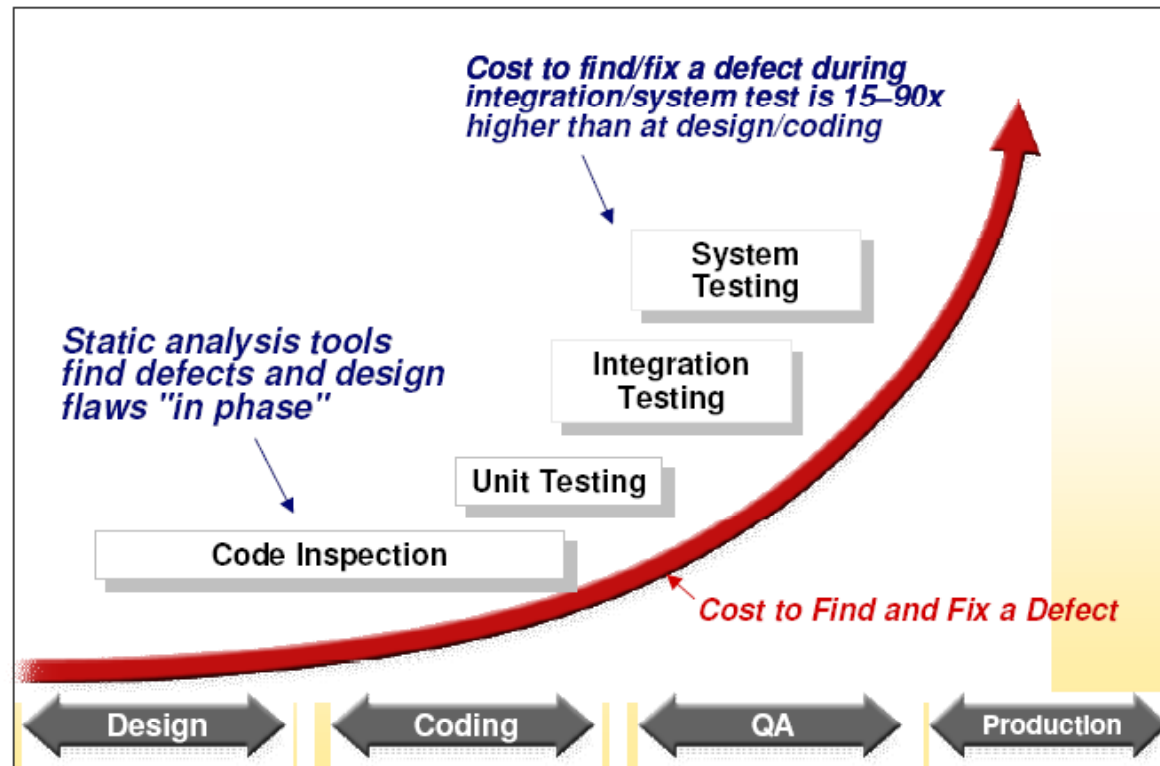 Cost to find/fix a defect during
integration/system test is 15–90x
higher than at design/coding
System
Testing
Static analysis tools
find defects and design
flaws "in phase"
Integration
Testing
Unit Testing
Code Inspection
Cost to Find and Fix a Defect
Design
Coding
QA
Production